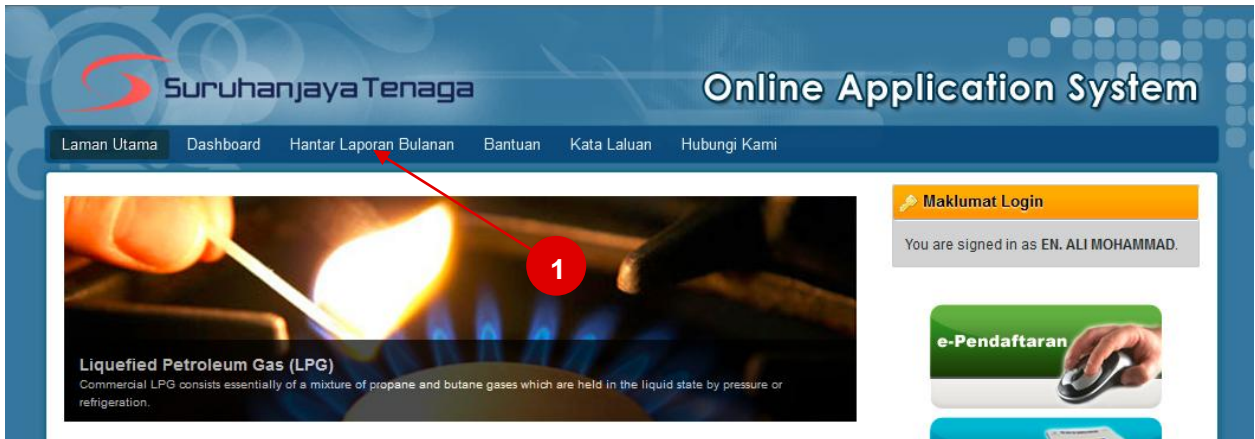 Suruhanjaya Tenaga
Online Application System
Laman Utama Dashboard Hantar Laporan Bulanan Bantuan Kata Laluan Hubungi Kami
Maklumat Login
You are signed in as EN. ALI MOHAMMAD.
1
e-Pendaftaran
Liquefied Petroleum Gas (LPG)
Commercial LPG consists essentially of a mixture of propane and butane gases which are held in the liquid state by pressure or
refrigeration.